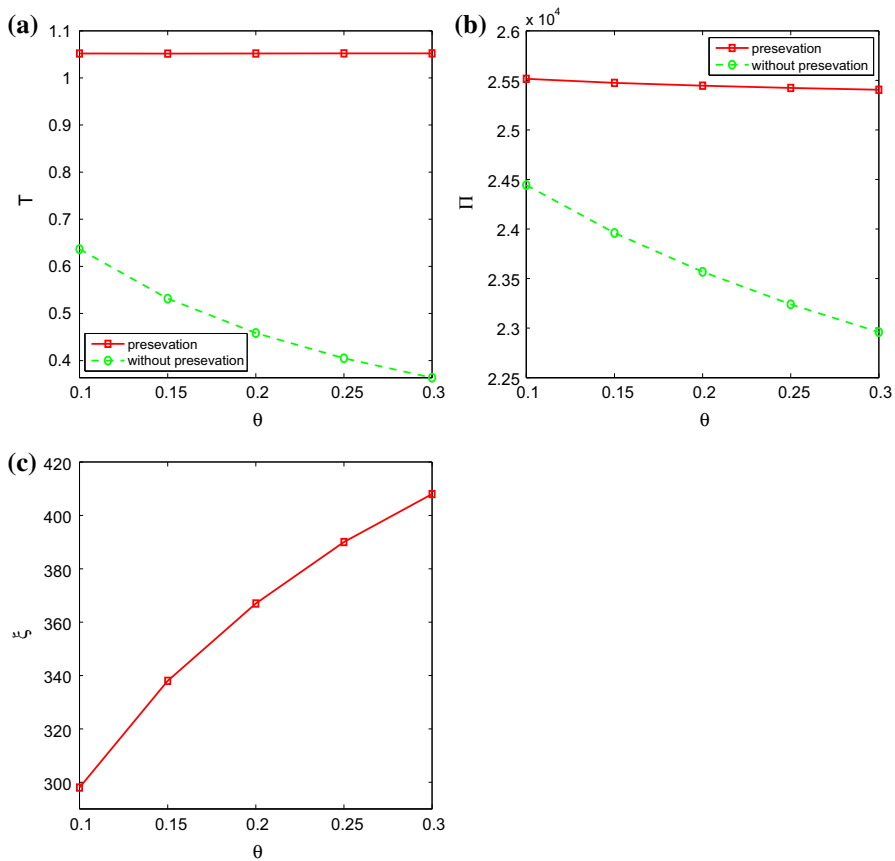 (a)
1.1
1
0.9
0.8
0.7
0.6
0.5
0.4
T
presevation
without presevation
0.1 0.15 0.2 0.25 0.3
θ
(b)
× 10⁴
2.6
2.55
2.5
2.45
2.4
2.35
2.3
2.25
Π
presevation
without presevation
0.1 0.15 0.2 0.25 0.3
θ
(c)
420
400
380
360
340
320
300
ξ
0.1 0.15 0.2 0.25 0.3
θ